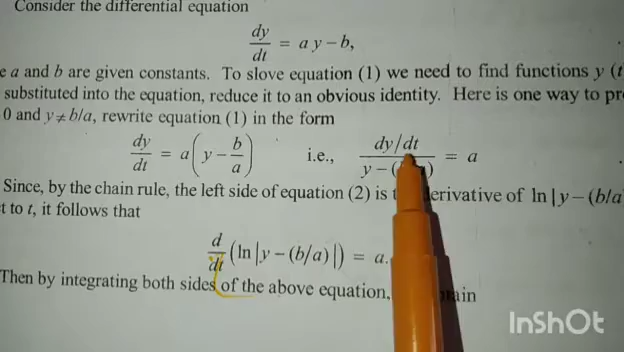 Consider the differential equation
dy/dt = a y − b,
e a and b are given constants. To slove equation (1) we need to find functions y (t
substituted into the equation, reduce it to an obvious identity. Here is one way to pr
0 and y ≠ b/a, rewrite equation (1) in the form
dy/dt = a(y − b/a) i.e., dy/dt / y − ( ) = a
Since, by the chain rule, the left side of equation (2) is derivative of ln | y − (b/a
t to t, it follows that
d/dt (ln |y − (b/a)|) = a.
Then by integrating both sides of the above equation,
InShOt